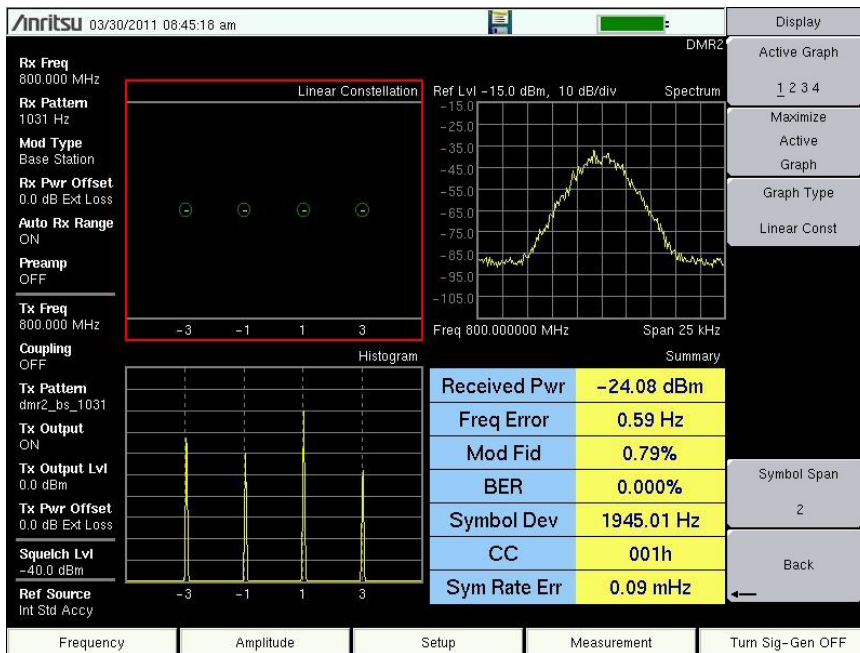 Anritsu 03/30/2011 08:45:18 am
Display
DMR2
Rx Freq
800.000 MHz
Rx Pattern
1031 Hz
Mod Type
Base Station
Rx Pwr Offset
0.0 dB Ext Loss
Auto Rx Range
ON
Preamp
OFF
Tx Freq
800.000 MHz
Coupling
OFF
Tx Pattern
dmr2_bs_1031
Tx Output
ON
Tx Output Lvl
0.0 dBm
Tx Pwr Offset
0.0 dB Ext Loss
Squelch Lvl
-40.0 dBm
Ref Source
Int Std Accy
Linear Constellation
-3 -1 1 3
Ref Lvl -15.0 dBm, 10 dB/div Spectrum
-15.0
-25.0
-35.0
-45.0
-55.0
-65.0
-75.0
-85.0
-95.0
-105.0
Freq 800.000000 MHz Span 25 kHz
Histogram
-3 -1 1 3
Summary
Received Pwr -24.08 dBm
Freq Error 0.59 Hz
Mod Fid 0.79%
BER 0.000%
Symbol Dev 1945.01 Hz
CC 001h
Sym Rate Err 0.09 mHz
Active Graph
1 2 3 4
Maximize
Active
Graph
Graph Type
Linear Const
Symbol Span
2
Back
Frequency Amplitude Setup Measurement Turn Sig-Gen OFF